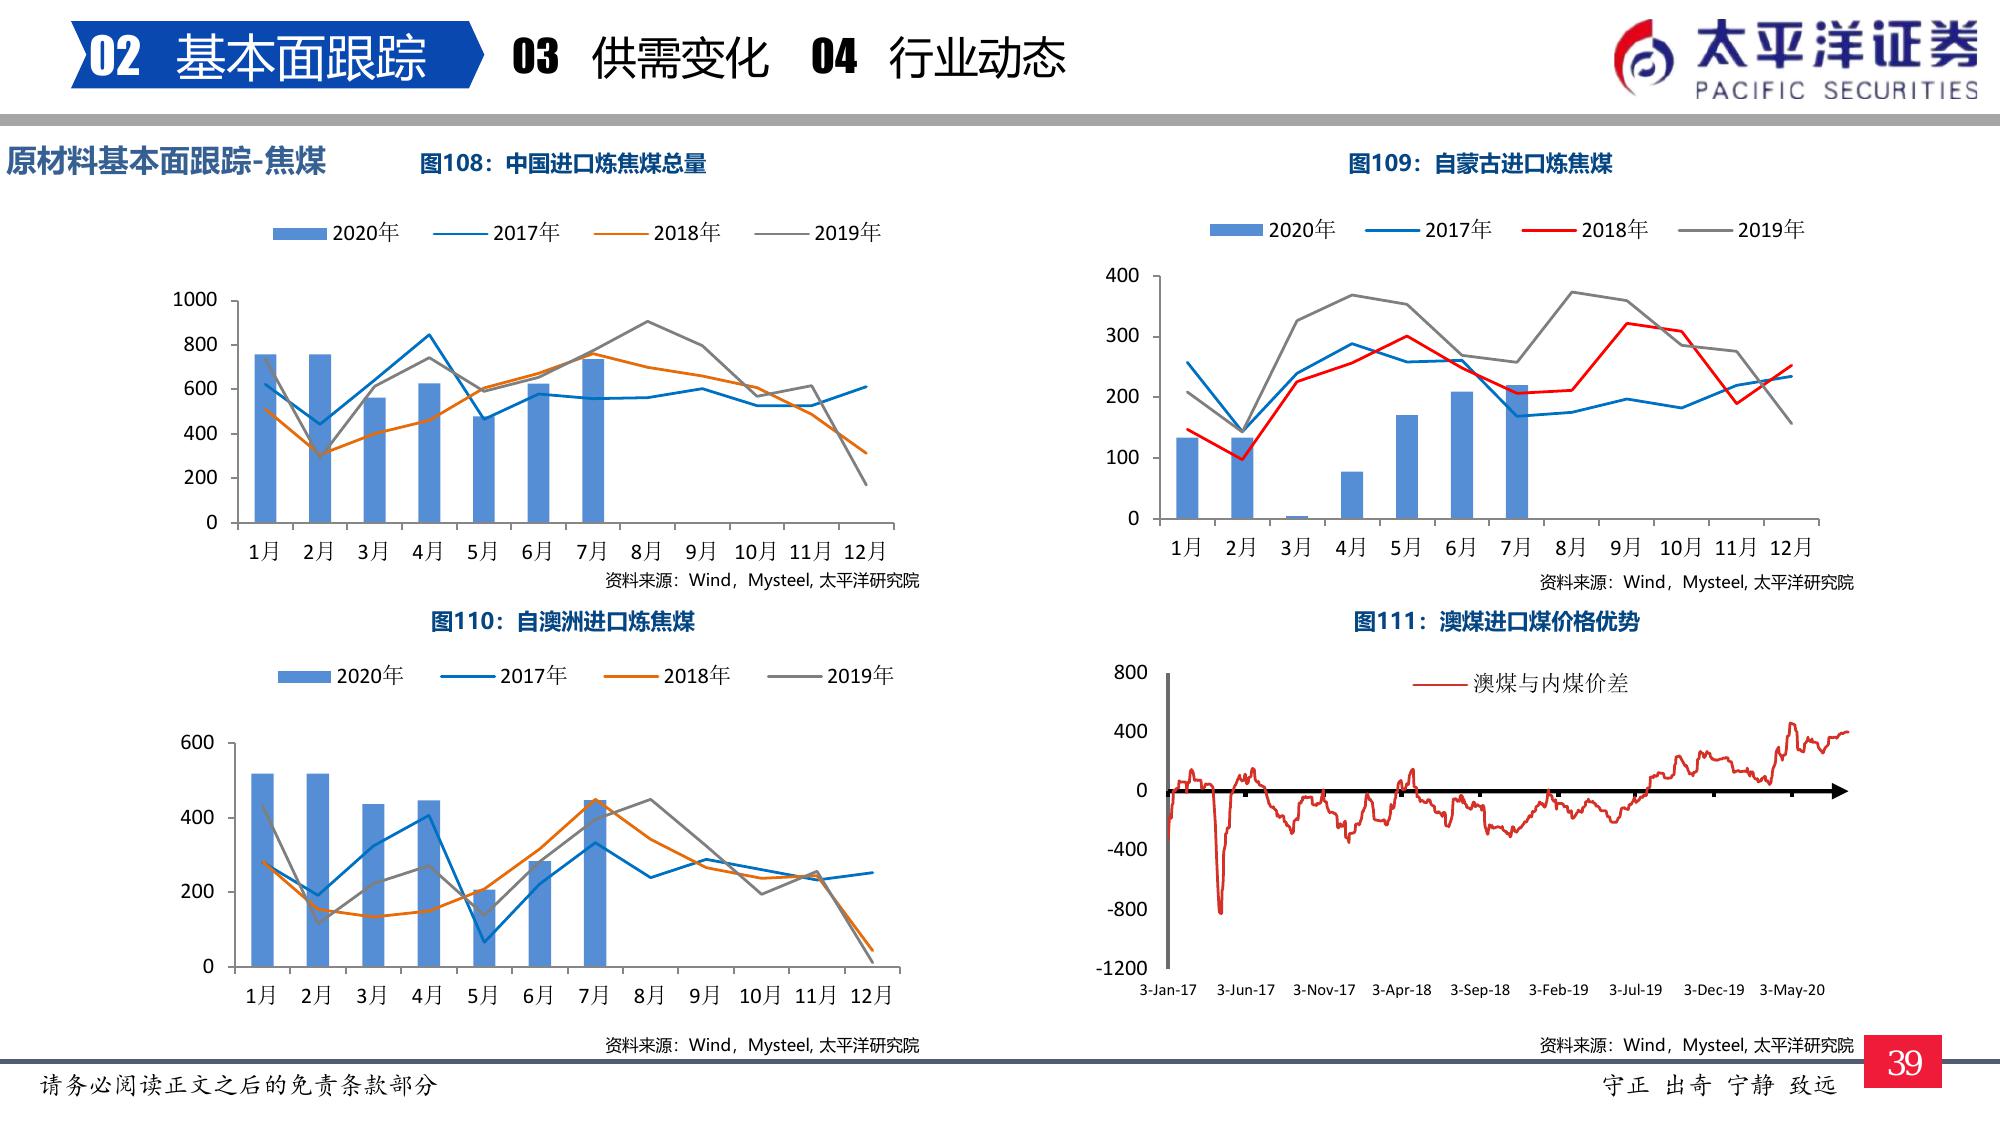 02 基本面跟踪 03 供需变化 04 行业动态
太平洋证券
PACIFIC SECURITIES
原材料基本面跟踪-焦煤
图108：中国进口炼焦煤总量
2020年 2017年 2018年 2019年
1000
800
600
400
200
0
1月 2月 3月 4月 5月 6月 7月 8月 9月 10月 11月 12月
资料来源：Wind，Mysteel, 太平洋研究院
图109：自蒙古进口炼焦煤
2020年 2017年 2018年 2019年
400
300
200
100
0
1月 2月 3月 4月 5月 6月 7月 8月 9月 10月 11月 12月
资料来源：Wind，Mysteel, 太平洋研究院
图110：自澳洲进口炼焦煤
2020年 2017年 2018年 2019年
600
400
200
0
1月 2月 3月 4月 5月 6月 7月 8月 9月 10月 11月 12月
资料来源：Wind，Mysteel, 太平洋研究院
图111：澳煤进口煤价格优势
澳煤与内煤价差
800
400
0
-400
-800
-1200
3-Jan-17 3-Jun-17 3-Nov-17 3-Apr-18 3-Sep-18 3-Feb-19 3-Jul-19 3-Dec-19 3-May-20
资料来源：Wind，Mysteel, 太平洋研究院
39
请务必阅读正文之后的免责条款部分
守正 出奇 宁静 致远